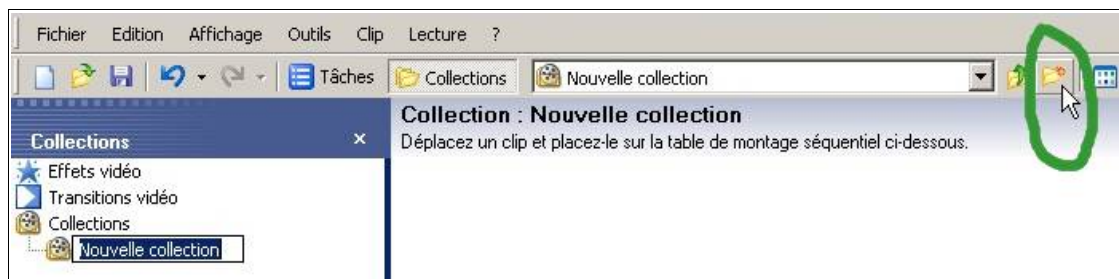 Fichier Edition Affichage Outils Clip Lecture ?
Tâches Collections Nouvelle collection
Collections ×
Effets vidéo
Transitions vidéo
Collections
Nouvelle collection
Collection : Nouvelle collection
Déplacez un clip et placez-le sur la table de montage séquentiel ci-dessous.